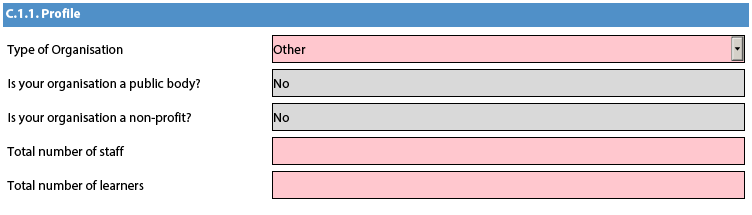 C.1.1. Profile
Type of Organisation Other
Is your organisation a public body? No
Is your organisation a non-profit? No
Total number of staff
Total number of learners